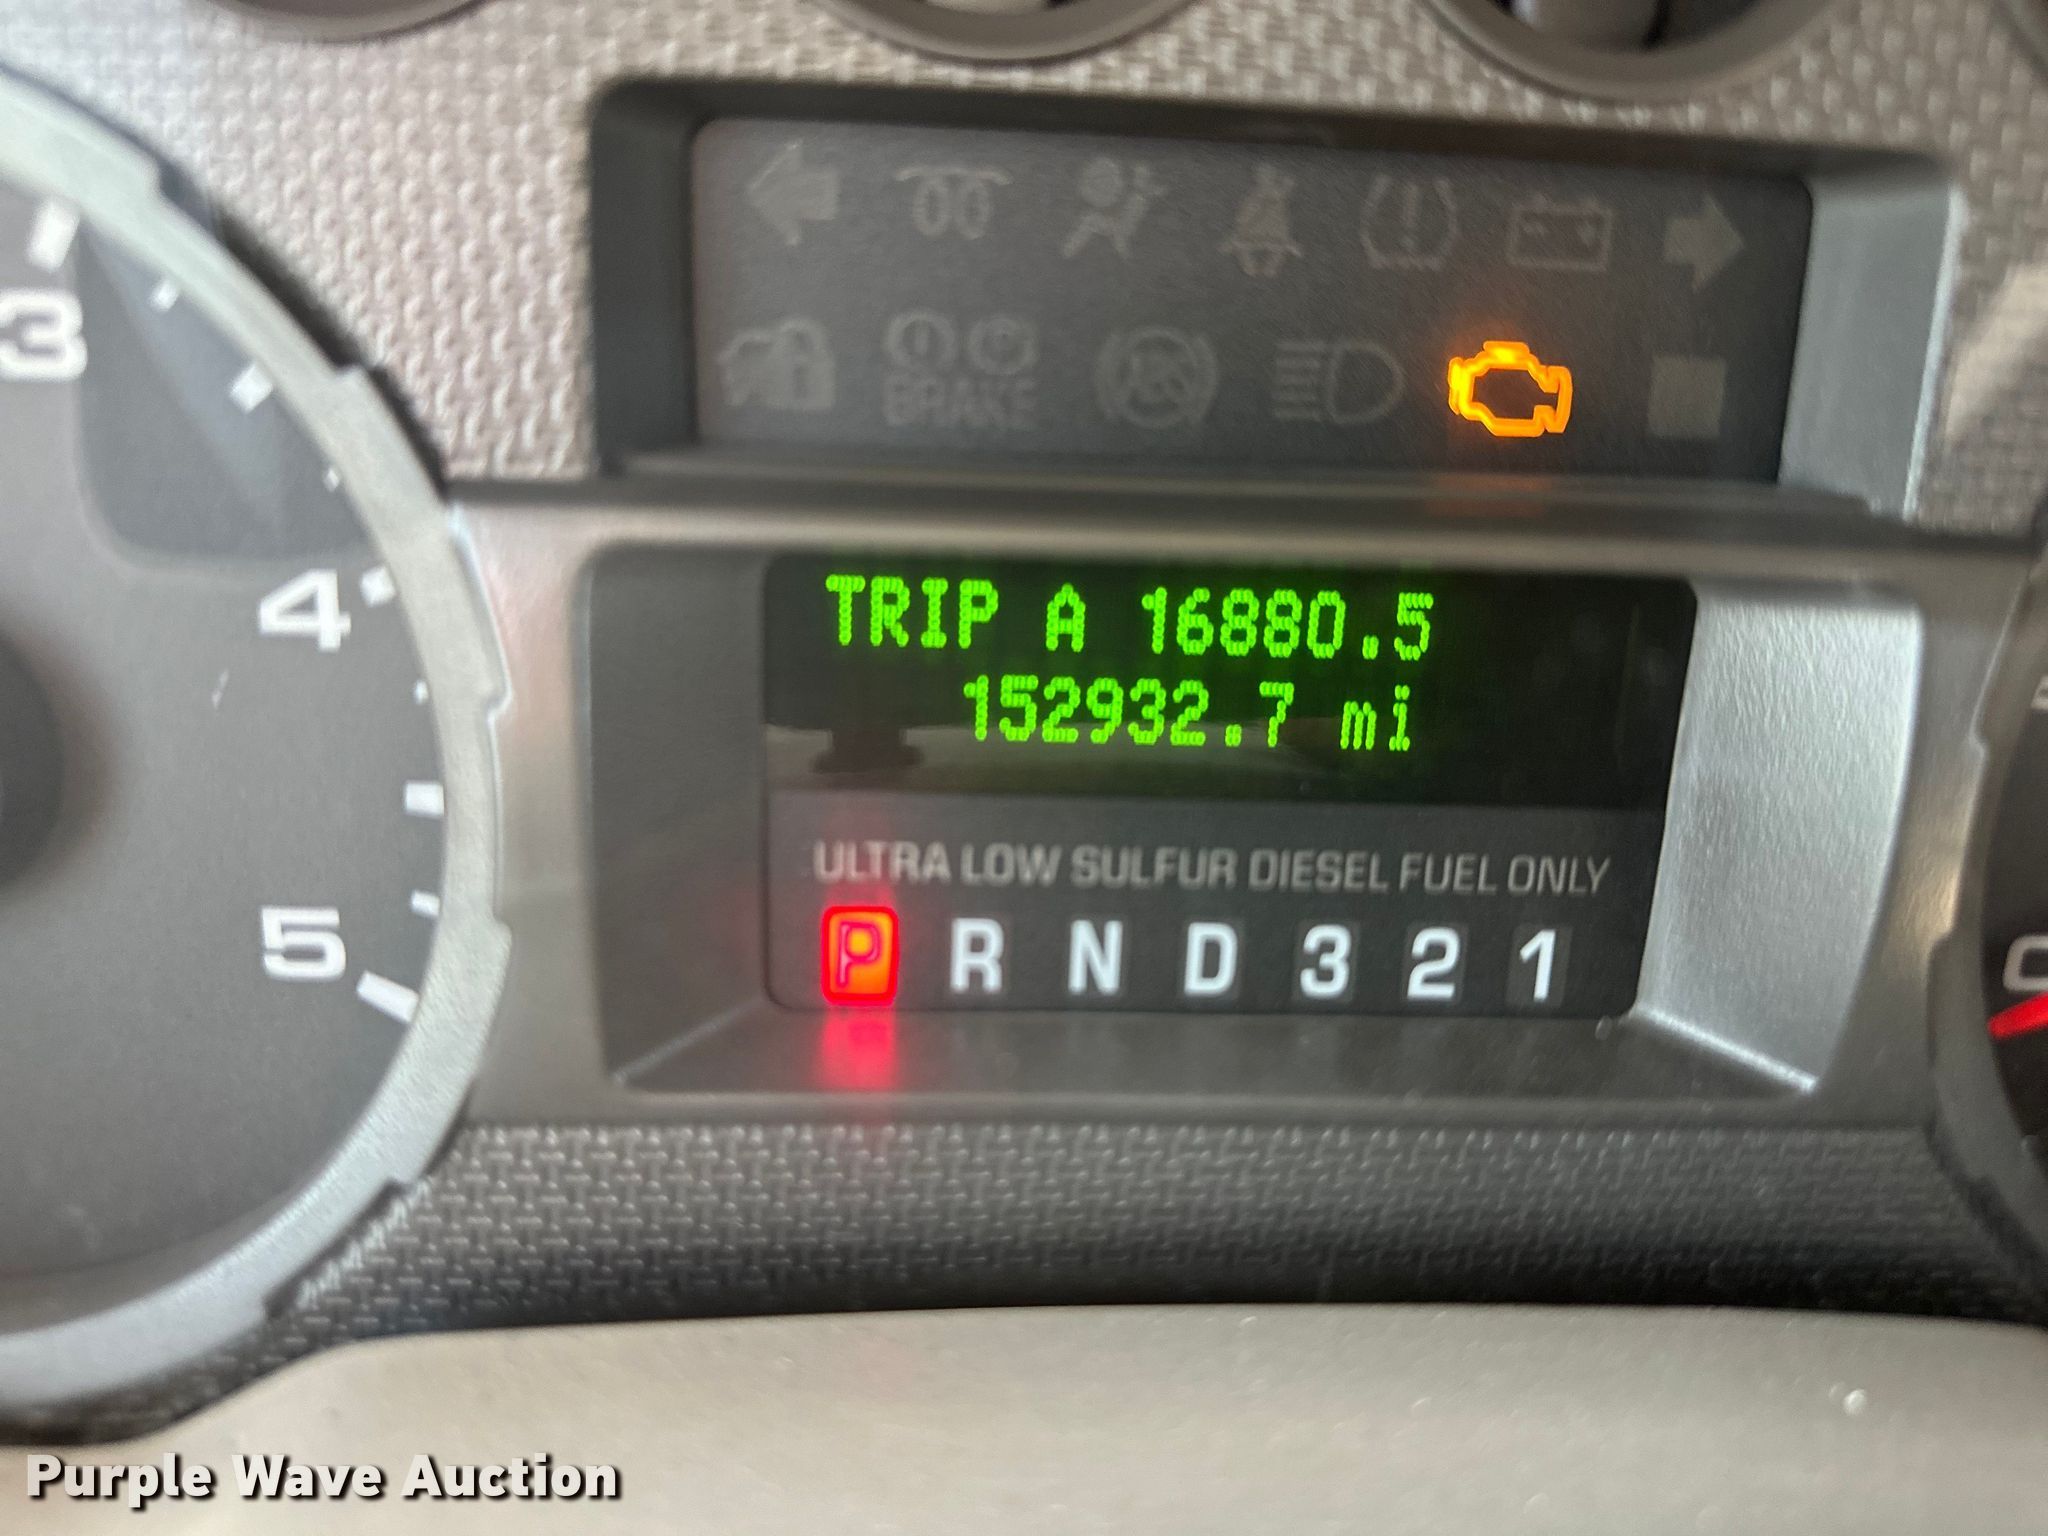 3
4
5
BRAKE
TRIP A 16880.5
152932.7 mi
ULTRA LOW SULFUR DIESEL FUEL ONLY
P R N D 3 2 1
C
Purple Wave Auction